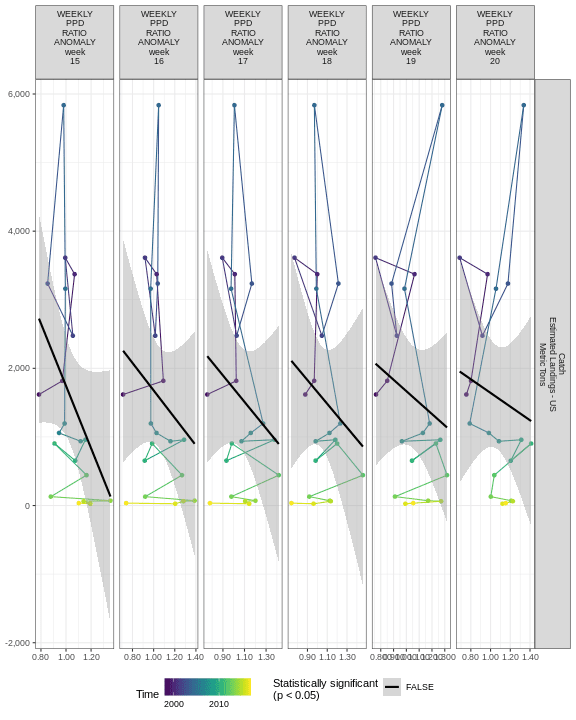 WEEKLY
PPD
RATIO
ANOMALY
week
15
WEEKLY
PPD
RATIO
ANOMALY
week
16
WEEKLY
PPD
RATIO
ANOMALY
week
17
WEEKLY
PPD
RATIO
ANOMALY
week
18
WEEKLY
PPD
RATIO
ANOMALY
week
19
WEEKLY
PPD
RATIO
ANOMALY
week
20
6,000
4,000
2,000
0
-2,000
Catch
Estimated Landings - US
Metric Tons
0.80 1.00 1.20
0.80 1.00 1.20 1.40
0.90 1.10 1.30
0.90 1.10 1.30
0.80 1.00 1.20 1.40
Time
2000 2010
Statistically significant
(p < 0.05)
FALSE